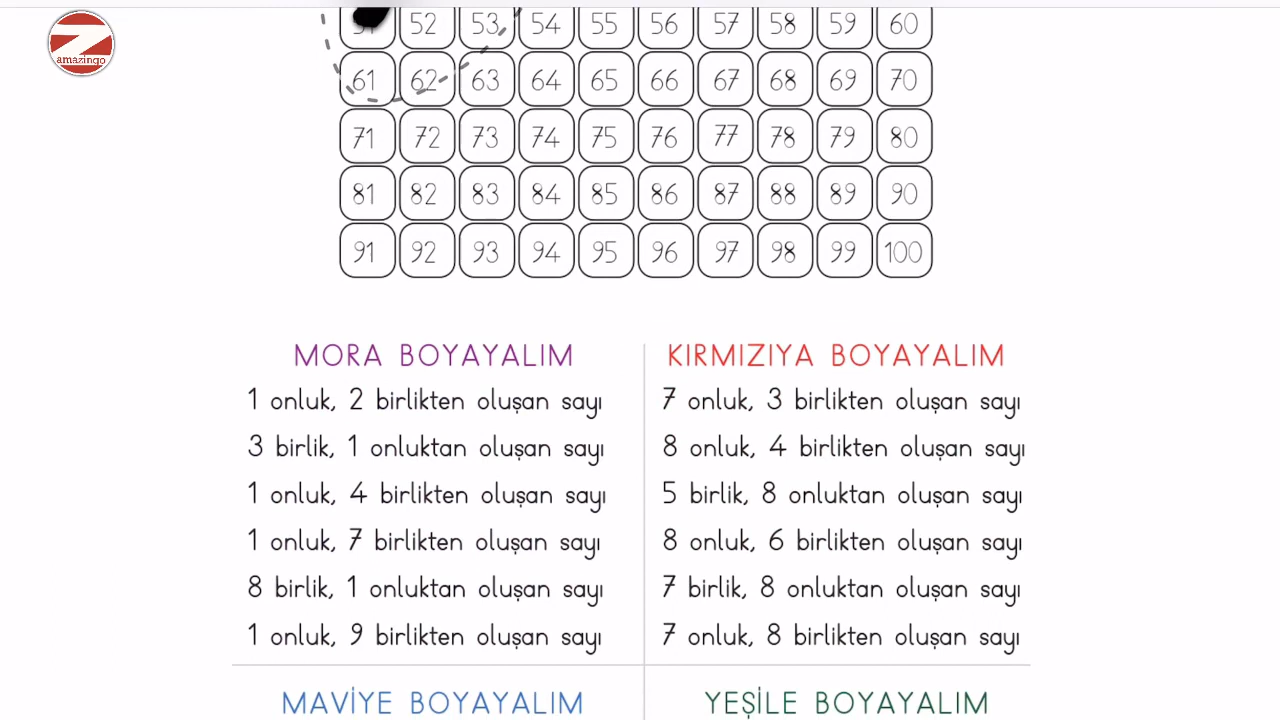 amazingo
52 53 54 55 56 57 58 59 60
61 62 63 64 65 66 67 68 69 70
71 72 73 74 75 76 77 78 79 80
81 82 83 84 85 86 87 88 89 90
91 92 93 94 95 96 97 98 99 100
MORA BOYAYALIM
1 onluk, 2 birlikten oluşan sayı
3 birlik, 1 onluktan oluşan sayı
1 onluk, 4 birlikten oluşan sayı
1 onluk, 7 birlikten oluşan sayı
8 birlik, 1 onluktan oluşan sayı
1 onluk, 9 birlikten oluşan sayı
KIRMIZIYA BOYAYALIM
7 onluk, 3 birlikten oluşan sayı
8 onluk, 4 birlikten oluşan sayı
5 birlik, 8 onluktan oluşan sayı
8 onluk, 6 birlikten oluşan sayı
7 birlik, 8 onluktan oluşan sayı
7 onluk, 8 birlikten oluşan sayı
MAVİYE BOYAYALIM
YEŞİLE BOYAYALIM